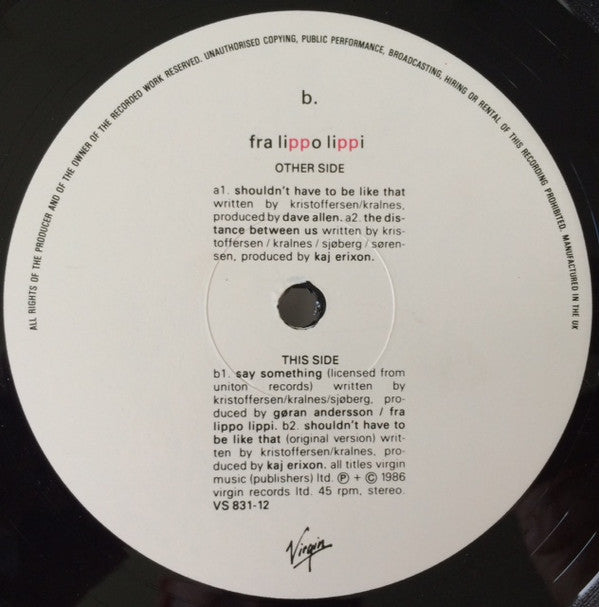 ALL RIGHTS OF THE PRODUCER AND OF THE OWNER OF THE RECORDED WORK RESERVED. UNAUTHORISED COPYING, PUBLIC PERFORMANCE, BROADCASTING, HIRING OR RENTAL OF THIS RECORDING PROHIBITED. MANUFACTURED IN THE UK
b.
fra lippo lippi
OTHER SIDE
a1. shouldn't have to be like that
written by kristoffersen/kralnes,
produced by dave allen. a2. the dis-
tance between us written by kris-
toffersen / kralnes / sjøberg / søren-
sen, produced by kaj erixon.
THIS SIDE
b1. say something (licensed from
uniton records) written by
kristoffersen/kralnes/sjøberg, pro-
duced by gøran andersson / fra
lippo lippi. b2. shouldn't have to
be like that (original version) writ-
ten by kristoffersen/kralnes, pro-
duced by kaj erixon. all titles virgin
music (publishers) ltd. ℗ + © 1986
virgin records ltd. 45 rpm, stereo.
VS 831-12
Virgin